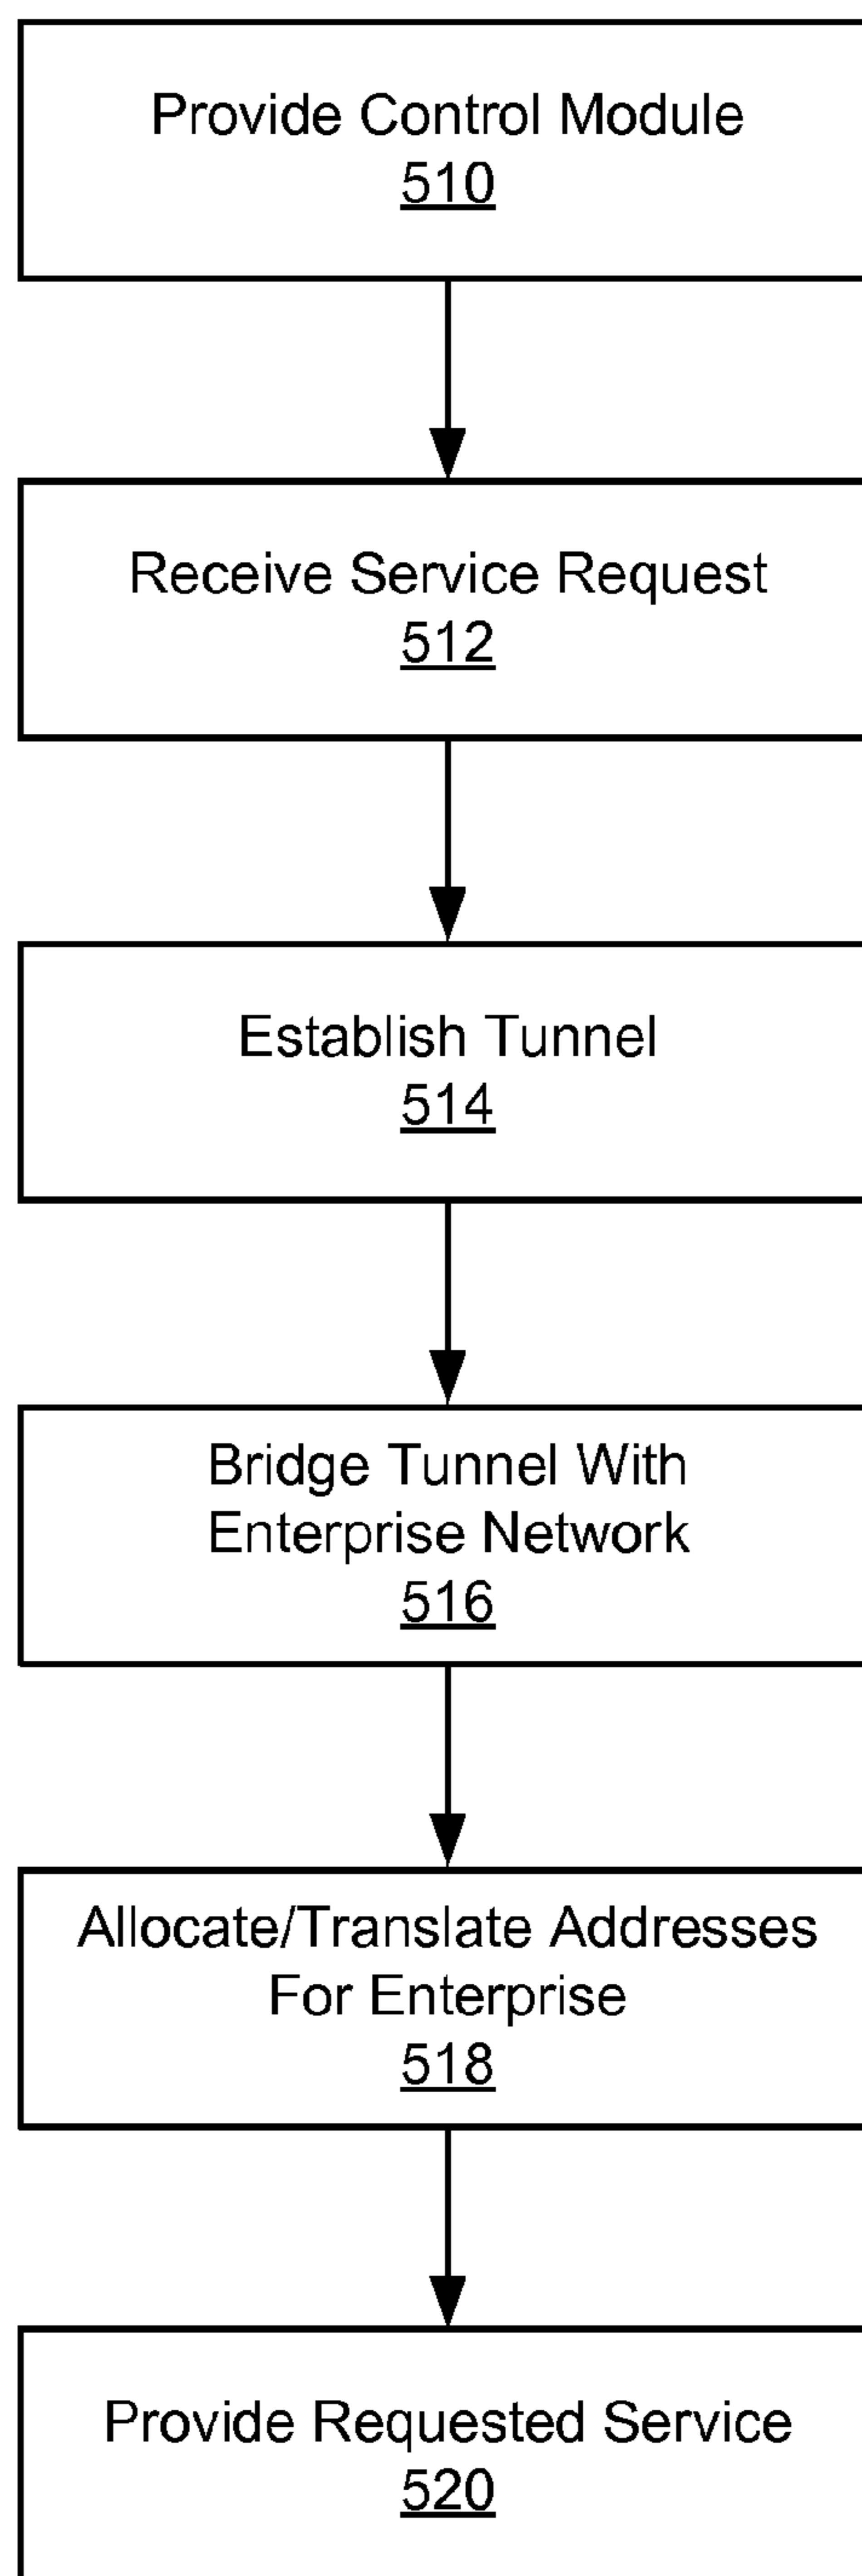 Provide Control Module
510
Receive Service Request
512
Establish Tunnel
514
Bridge Tunnel With
Enterprise Network
516
Allocate/Translate Addresses
For Enterprise
518
Provide Requested Service
520